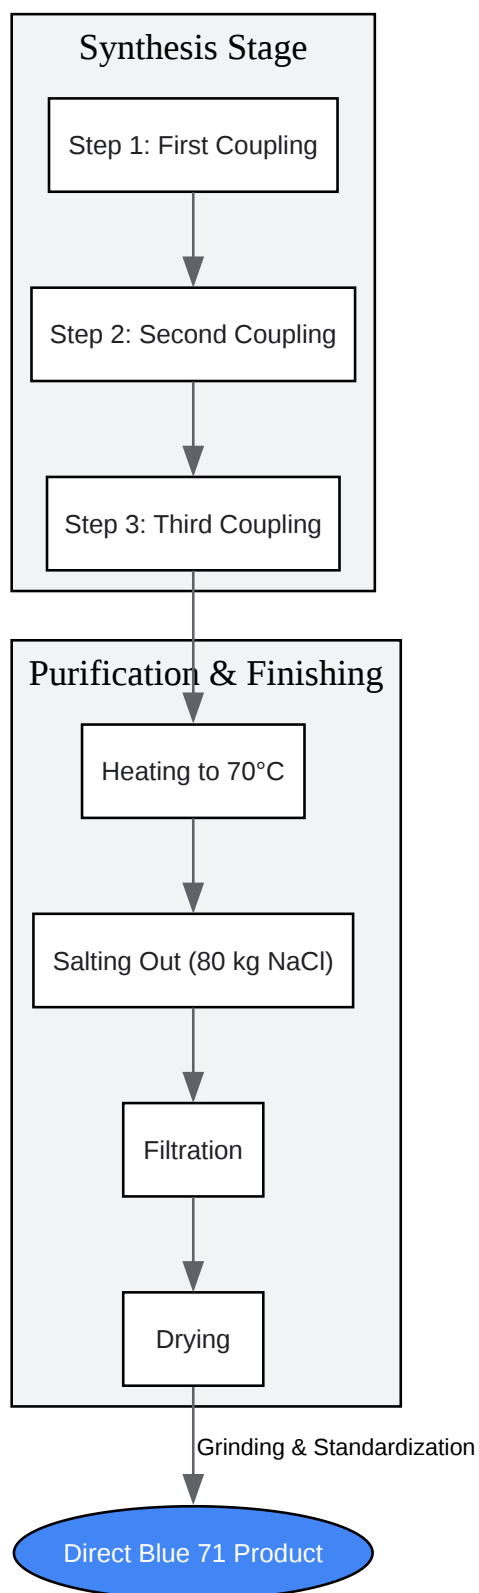 Synthesis Stage
Step 1: First Coupling
Step 2: Second Coupling
Step 3: Third Coupling
Purification & Finishing
Heating to 70°C
Salting Out (80 kg NaCl)
Filtration
Drying
Grinding & Standardization
Direct Blue 71 Product